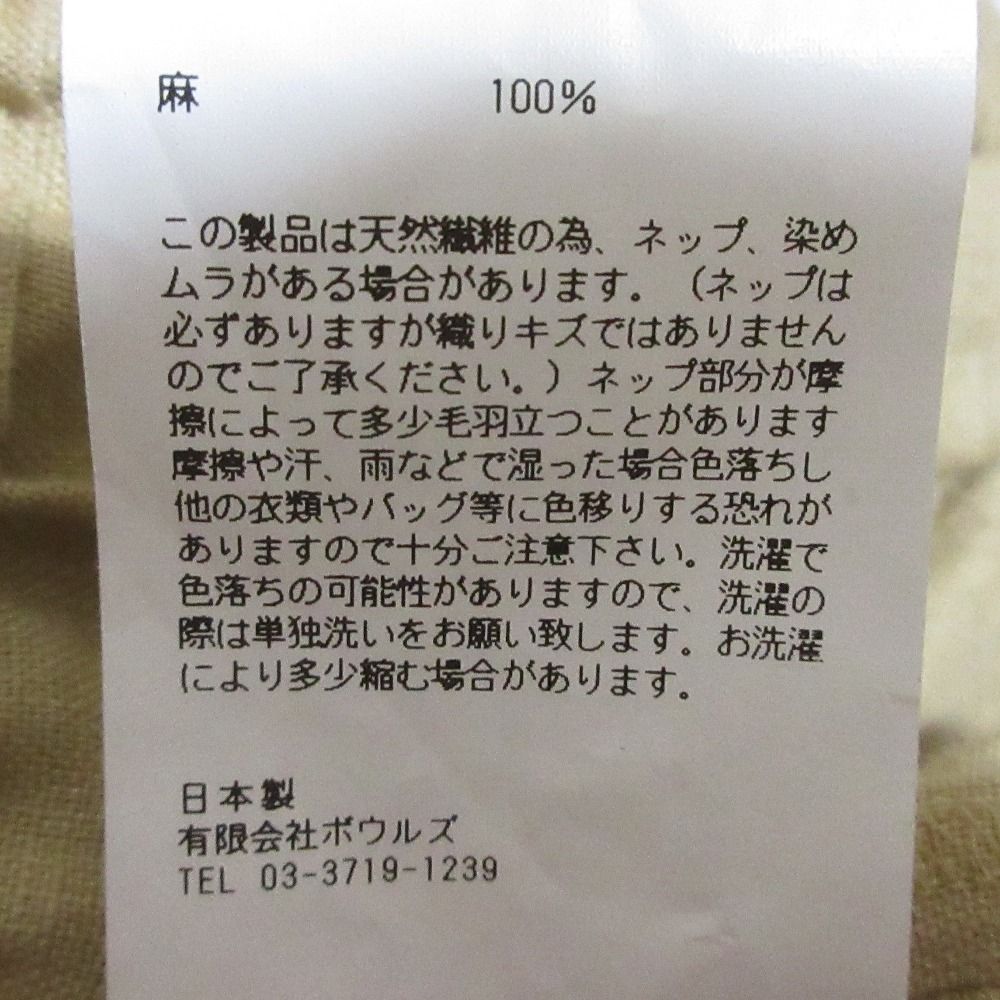 麻 100%
この製品は天然繊維の為、ネップ、染め
ムラがある場合があります。（ネップは
必ずありますが織りキズではありません
のでご了承ください。）ネップ部分が摩
擦によって多少毛羽立つことがあります
摩擦や汗、雨などで湿った場合色落ちし
他の衣類やバッグ等に色移りする恐れが
ありますので十分ご注意下さい。洗濯で
色落ちの可能性がありますので、洗濯の
際は単独洗いをお願い致します。お洗濯
により多少縮む場合があります。
日本製
有限会社ボウルズ
TEL 03-3719-1239